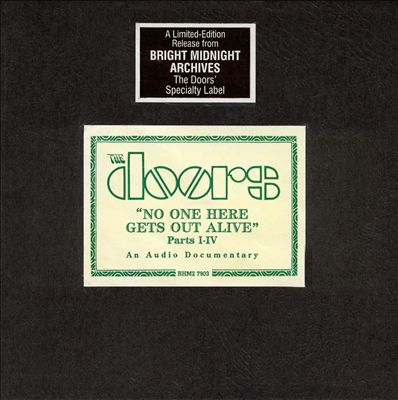 A Limited-Edition
Release from
BRIGHT MIDNIGHT
ARCHIVES
The Doors'
Specialty Label
THE
doors
"NO ONE HERE
GETS OUT ALIVE"
Parts I-IV
An Audio Documentary
RHM2 7903